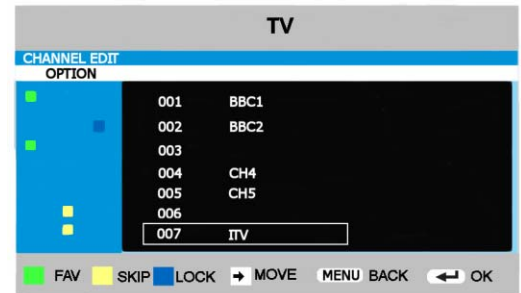 TV
CHANNEL EDIT
OPTION
001 BBC1
002 BBC2
003
004 CH4
005 CH5
006
007 ITV
FAV SKIP LOCK MOVE MENU BACK OK